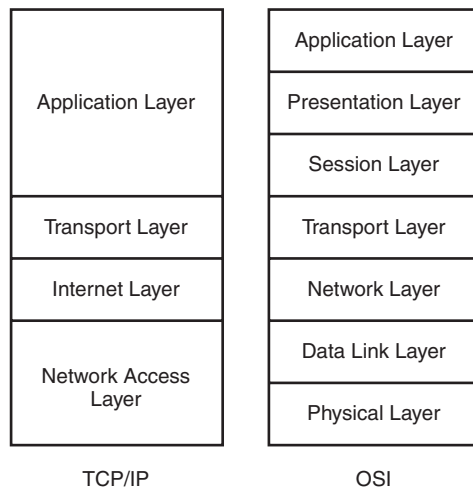 Application Layer
Transport Layer
Internet Layer
Network Access
Layer
TCP/IP
Application Layer
Presentation Layer
Session Layer
Transport Layer
Network Layer
Data Link Layer
Physical Layer
OSI